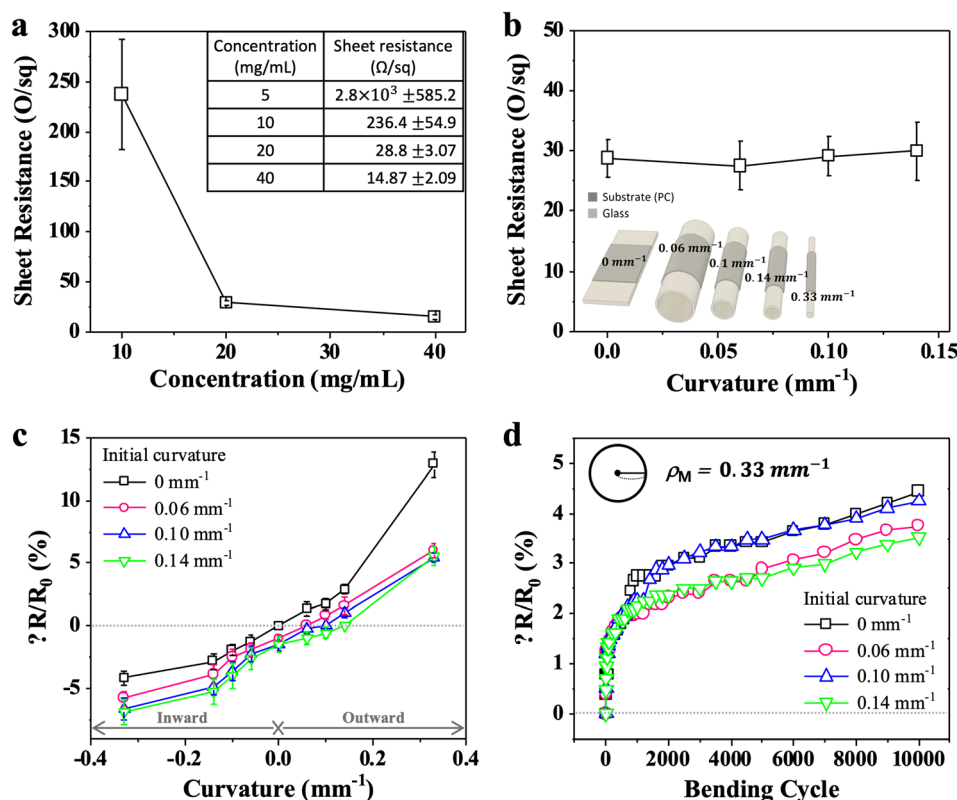 a
300
250
200
150
100
50
0
10
20
30
40
Sheet Resistance (O/sq)
Concentration (mg/mL)
Concentration Sheet resistance
(mg/mL) (Ω/sq)
5 2.8×10³ ±585.2
10 236.4 ±54.9
20 28.8 ±3.07
40 14.87 ±2.09
b
50
40
30
20
10
0
0.0
0.05
0.10
0.15
Sheet Resistance (O/sq)
Curvature (mm⁻¹)
Substrate (PC)
Glass
0 mm⁻¹
0.06 mm⁻¹
0.1 mm⁻¹
0.14 mm⁻¹
0.33 mm⁻¹
c
15
10
5
0
-5
-0.4
-0.2
0.0
0.2
0.4
?R/R₀ (%)
Curvature (mm⁻¹)
Initial curvature
0 mm⁻¹
0.06 mm⁻¹
0.10 mm⁻¹
0.14 mm⁻¹
Inward
Outward
d
5
4
3
2
1
0
0
2000
4000
6000
8000
10000
?R/R₀ (%)
Bending Cycle
ρM = 0.33 mm⁻¹
Initial curvature
0 mm⁻¹
0.06 mm⁻¹
0.10 mm⁻¹
0.14 mm⁻¹